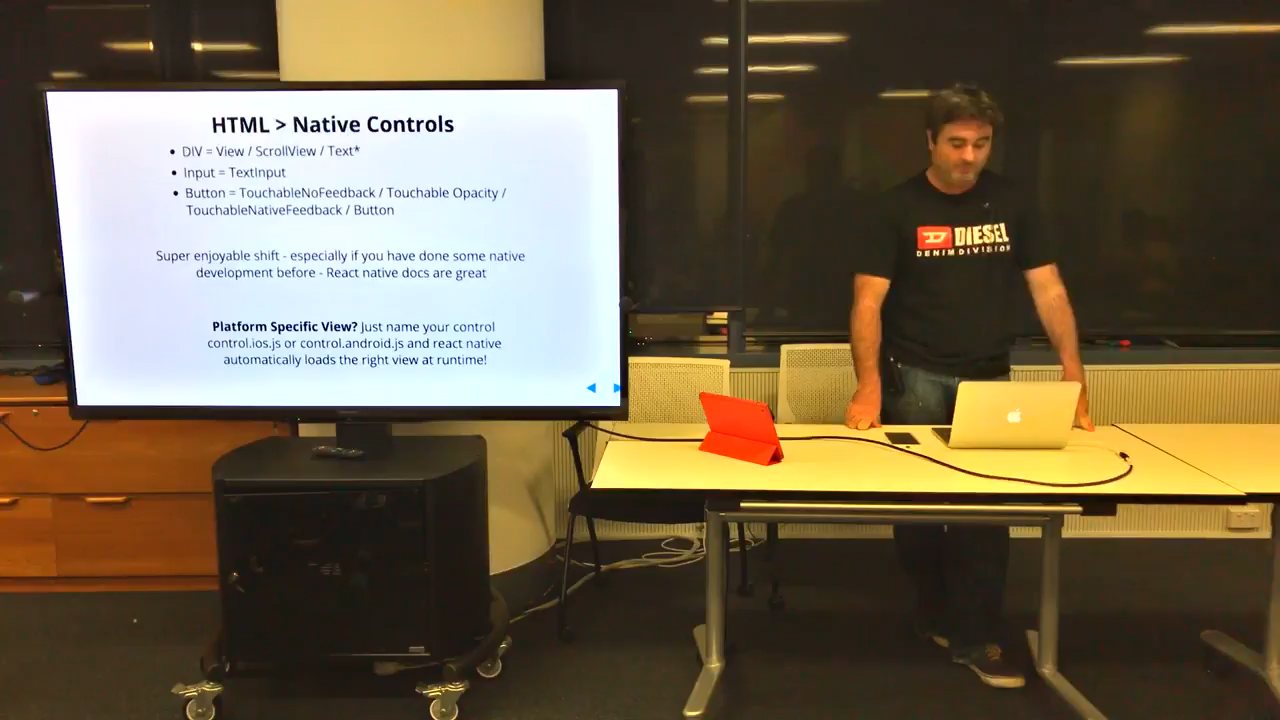 HTML > Native Controls
• DIV = View / ScrollView / Text*
• Input = TextInput
• Button = TouchableNoFeedback / Touchable Opacity /
TouchableNativeFeedback / Button
Super enjoyable shift - especially if you have done some native
development before - React native docs are great
Platform Specific View? Just name your control
control.ios.js or control.android.js and react native
automatically loads the right view at runtime!
DIESEL
DENIM DIVISION